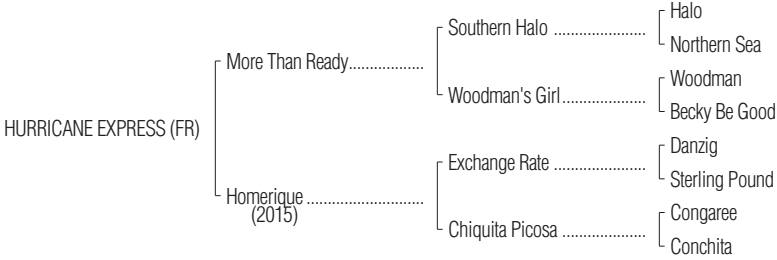 Halo
Southern Halo ....................
Northern Sea
More Than Ready.................
Woodman
Woodman's Girl..................
Becky Be Good
HURRICANE EXPRESS (FR)
Danzig
Exchange Rate ....................
Sterling Pound
Homerique ...........................
(2015)
Congaree
Chiquita Picosa ..................
Conchita